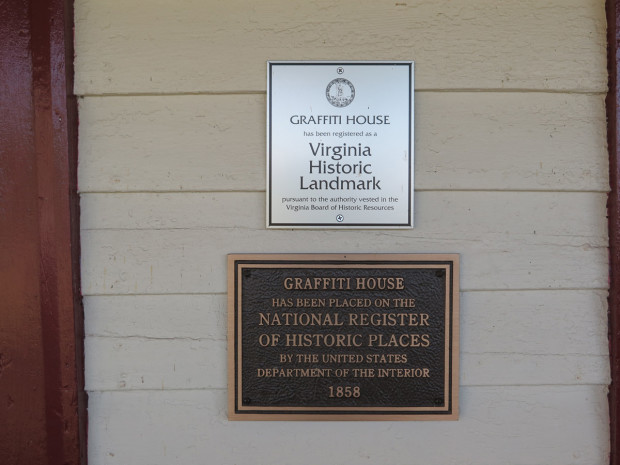 GRAFFITI HOUSE
has been registered as a
Virginia
Historic
Landmark
pursuant to the authority vested in the
Virginia Board of Historic Resources
GRAFFITI HOUSE
HAS BEEN PLACED ON THE
NATIONAL REGISTER
OF HISTORIC PLACES
BY THE UNITED STATES
DEPARTMENT OF THE INTERIOR
1858